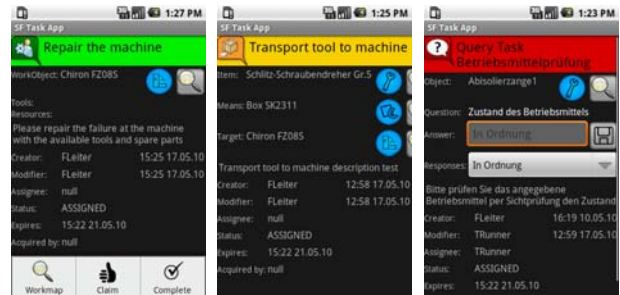 1:27 PM
SF Task App
Repair the machine
WorkObject: Chiron FZ08S
Tools:
Resources:
Please repair the failure at the machine
with the available tools and spare parts
Creator: FLeiter 15:25 17.05.10
Modifier: FLeiter 15:25 17.05.10
Assignee: null
Status: ASSIGNED
Expires: 15:22 21.05.10
Acquired by: null
Workmap Claim Complete
1:25 PM
SF Task App
Transport tool to machine
Item: Schlitz-Schraubendreher Gr.5
Means: Box SK2311
Target: Chiron FZ08S
Transport tool to machine description test
Creator: FLeiter 12:58 17.05.10
Modifier: FLeiter 12:58 17.05.10
Assignee: null
Status: ASSIGNED
Expires: 15:22 21.05.10
Acquired by: null
1:23 PM
SF Task App
Query Task
Betriebsmittelprüfung
Object: Abisolierzange1
Question: Zustand des Betriebsmittels
Answer: In Ordnung
Responses: In Ordnung
Bitte prüfen Sie das angegebene
Betriebsmittel per Sichtprüfung den Zustand
Creator: FLeiter 16:19 10.05.10
Modifier: TRunner 12:59 17.05.10
Assignee: TRunner
Status: ASSIGNED
Expires: 15:22 21.05.10